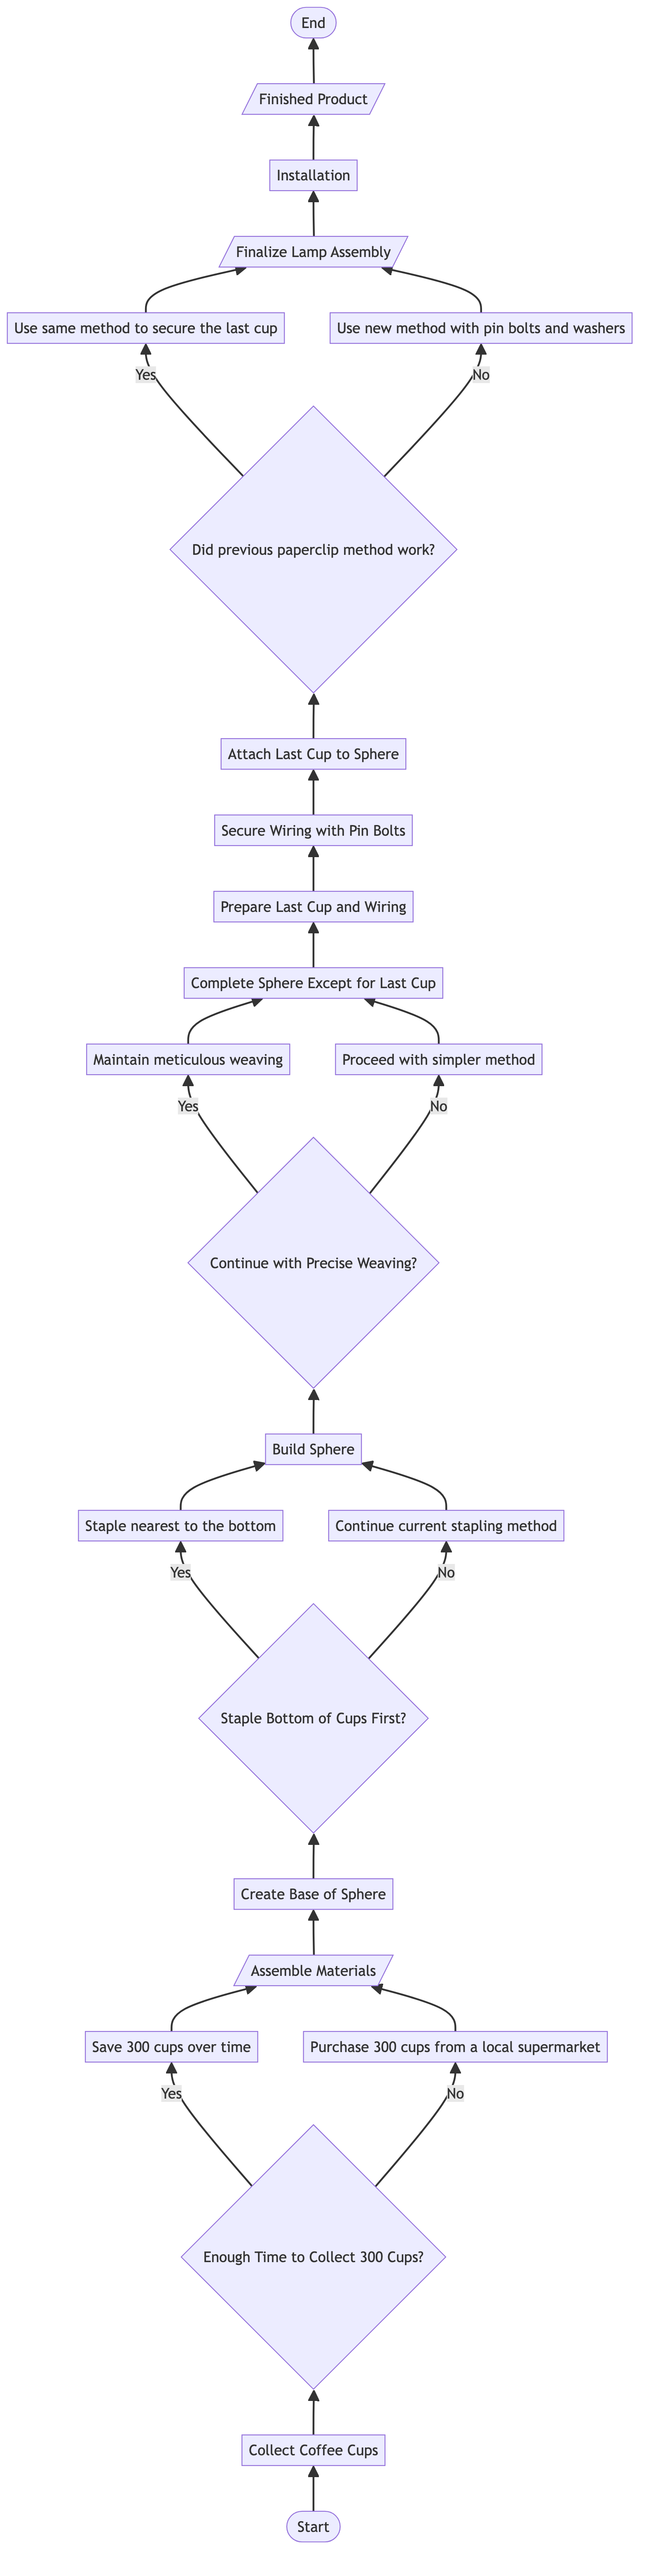 End
Finished Product
Installation
Finalize Lamp Assembly
Use same method to secure the last cup
Use new method with pin bolts and washers
Yes
No
Did previous paperclip method work?
Attach Last Cup to Sphere
Secure Wiring with Pin Bolts
Prepare Last Cup and Wiring
Complete Sphere Except for Last Cup
Maintain meticulous weaving
Proceed with simpler method
Yes
No
Continue with Precise Weaving?
Build Sphere
Staple nearest to the bottom
Continue current stapling method
Yes
No
Staple Bottom of Cups First?
Create Base of Sphere
Assemble Materials
Save 300 cups over time
Purchase 300 cups from a local supermarket
Yes
No
Enough Time to Collect 300 Cups?
Collect Coffee Cups
Start